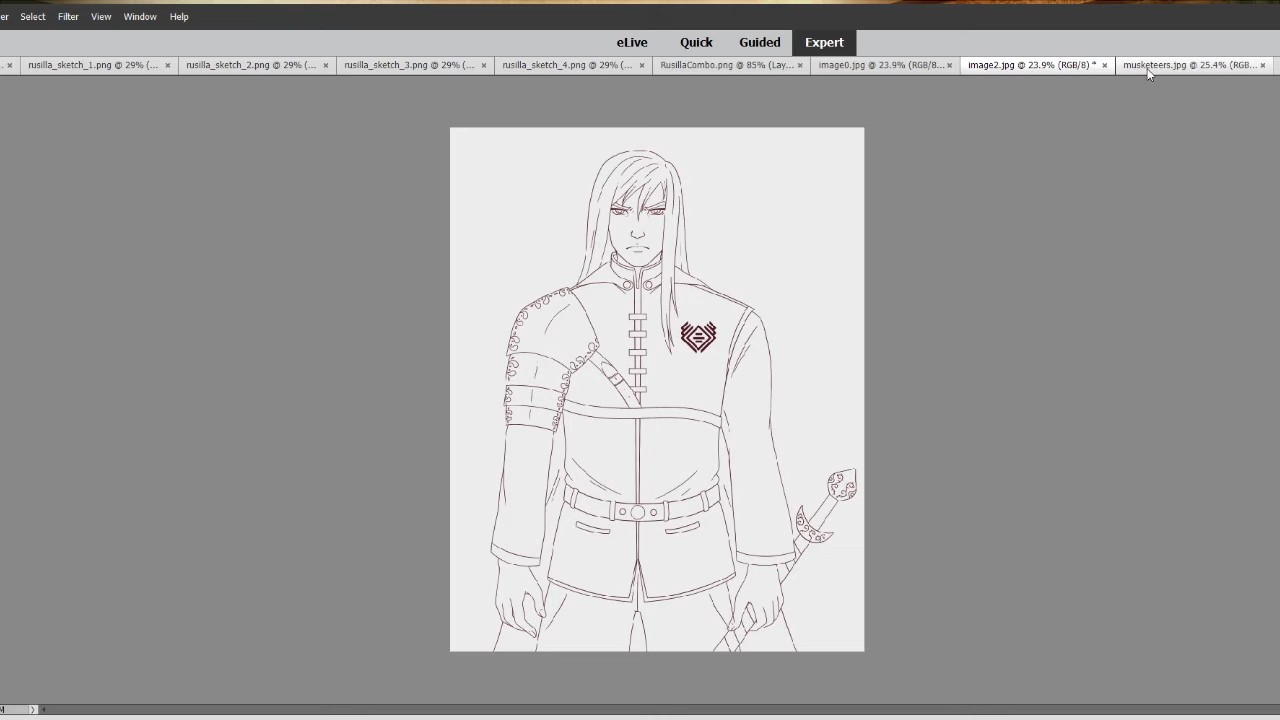 er Select Filter View Window Help
eLive Quick Guided Expert
... rusilla_sketch_1.png @ 29% (... rusilla_sketch_2.png @ 29% (... rusilla_sketch_3.png @ 29% (... rusilla_sketch_4.png @ 29% (... RusillaCombo.png @ 85% (Lay... image0.jpg @ 23.9% (RGB/8... image2.jpg @ 23.9% (RGB/8) * musketeers.jpg @ 25.4% (RGB...